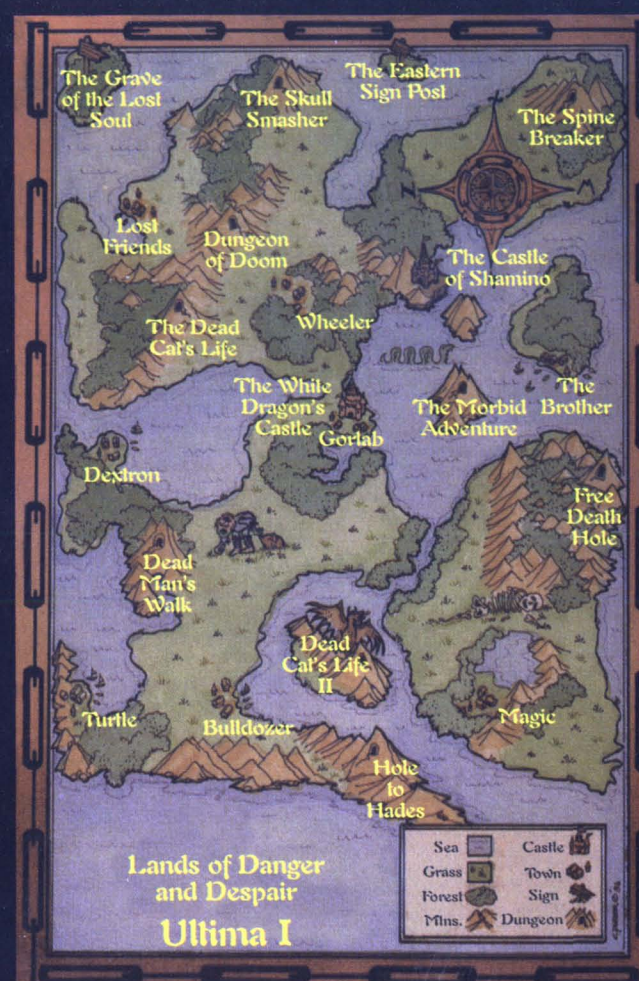 The Grave
of the Lost
Soul
The Skull
Smasher
The Eastern
Sign Post
The Spine
Breaker
N
Lost
Friends
Dungeon
of Doom
The Castle
of Shamino
Wheeler
The Dead
Cat's Life
The White
Dragon's
Castle
Gorlab
The Morbid
Adventure
The
Brother
Dextron
Free
Death
Hole
Dead
Man's
Walk
Dead
Cat's Life
II
Turtle
Bulldozer
Magic
Hole
to
Hades
Lands of Danger
and Despair
Ultima I
Sea
Castle
Grass
Town
Forest
Sign
Mtns.
Dungeon